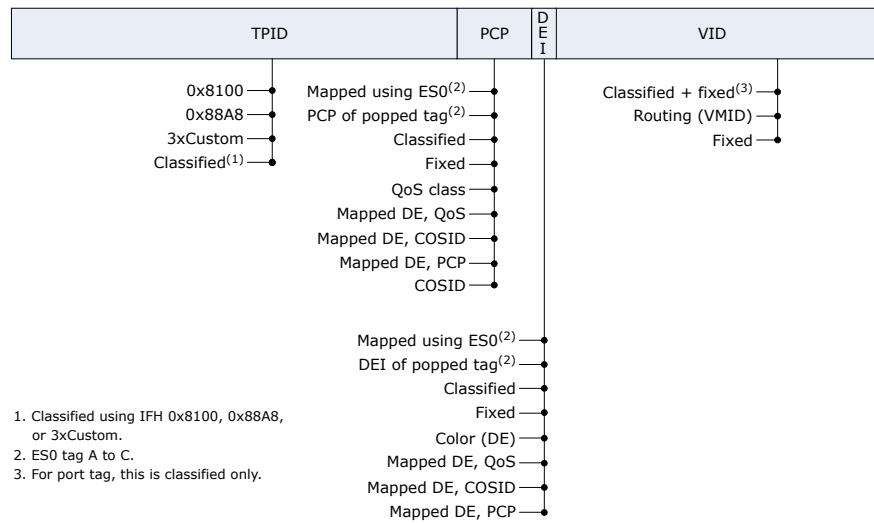 TPID
PCP
D
E
I
VID
0x8100
0x88A8
3xCustom
Classified(1)
Mapped using ES0(2)
PCP of popped tag(2)
Classified
Fixed
QoS class
Mapped DE, QoS
Mapped DE, COSID
Mapped DE, PCP
COSID
Classified + fixed(3)
Routing (VMID)
Fixed
Mapped using ES0(2)
DEI of popped tag(2)
Classified
Fixed
Color (DE)
Mapped DE, QoS
Mapped DE, COSID
Mapped DE, PCP
1. Classified using IFH 0x8100, 0x88A8,
or 3xCustom.
2. ES0 tag A to C.
3. For port tag, this is classified only.